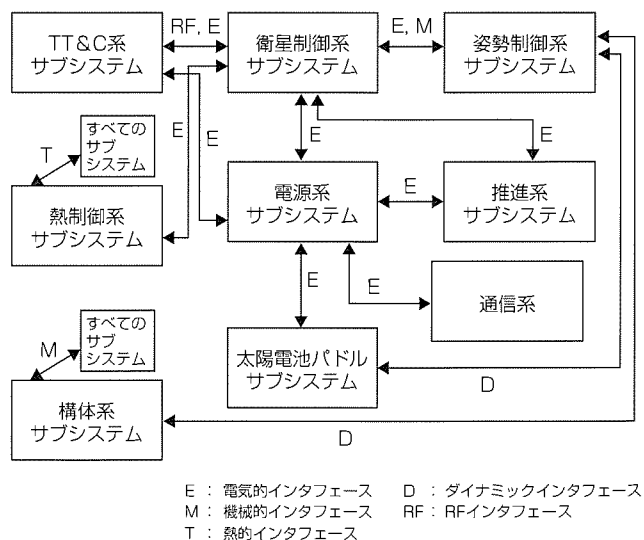 TT&C系
サブシステム
RF, E
衛星制御系
サブシステム
E, M
姿勢制御系
サブシステム
E
E
E
E
すべての
サブ
システム
T
熱制御系
サブシステム
電源系
サブシステム
E
推進系
サブシステム
E
E
通信系
すべての
サブ
システム
M
構体系
サブシステム
太陽電池パドル
サブシステム
D
D
E : 電気的インタフェース
M : 機械的インタフェース
T : 熱的インタフェース
D : ダイナミックインタフェース
RF : RFインタフェース